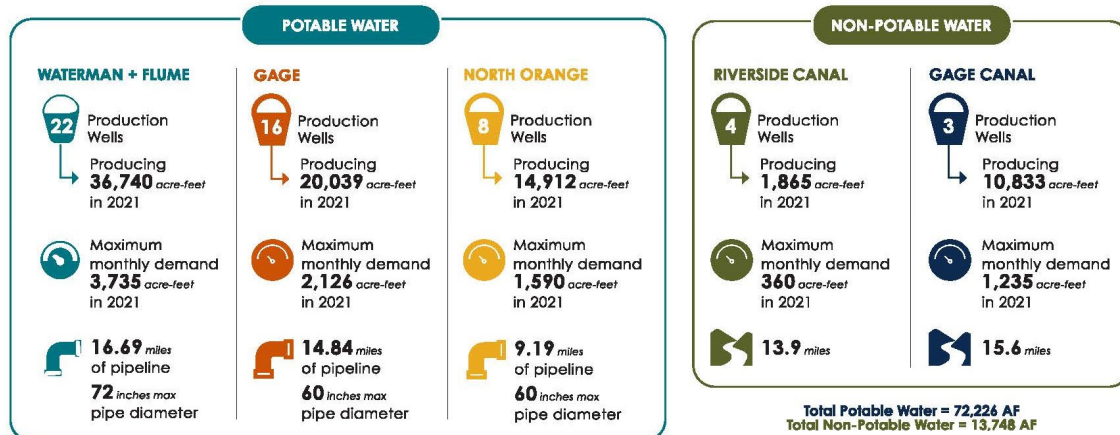 POTABLE WATER
WATERMAN + FLUME
22
Production
Wells
Producing
36,740 acre-feet
in 2021
Maximum
monthly demand
3,735 acre-feet
in 2021
16.69 miles
of pipeline
72 inches max
pipe diameter
GAGE
16
Production
Wells
Producing
20,039 acre-feet
in 2021
Maximum
monthly demand
2,126 acre-feet
in 2021
14.84 miles
of pipeline
60 inches max
pipe diameter
NORTH ORANGE
8
Production
Wells
Producing
14,912 acre-feet
in 2021
Maximum
monthly demand
1,590 acre-feet
in 2021
9.19 miles
of pipeline
60 inches max
pipe diameter
NON-POTABLE WATER
RIVERSIDE CANAL
4
Production
Wells
Producing
1,865 acre-feet
in 2021
Maximum
monthly demand
360 acre-feet
in 2021
13.9 miles
GAGE CANAL
3
Production
Wells
Producing
10,833 acre-feet
in 2021
Maximum
monthly demand
1,235 acre-feet
in 2021
15.6 miles
Total Potable Water = 72,226 AF
Total Non-Potable Water = 13,748 AF